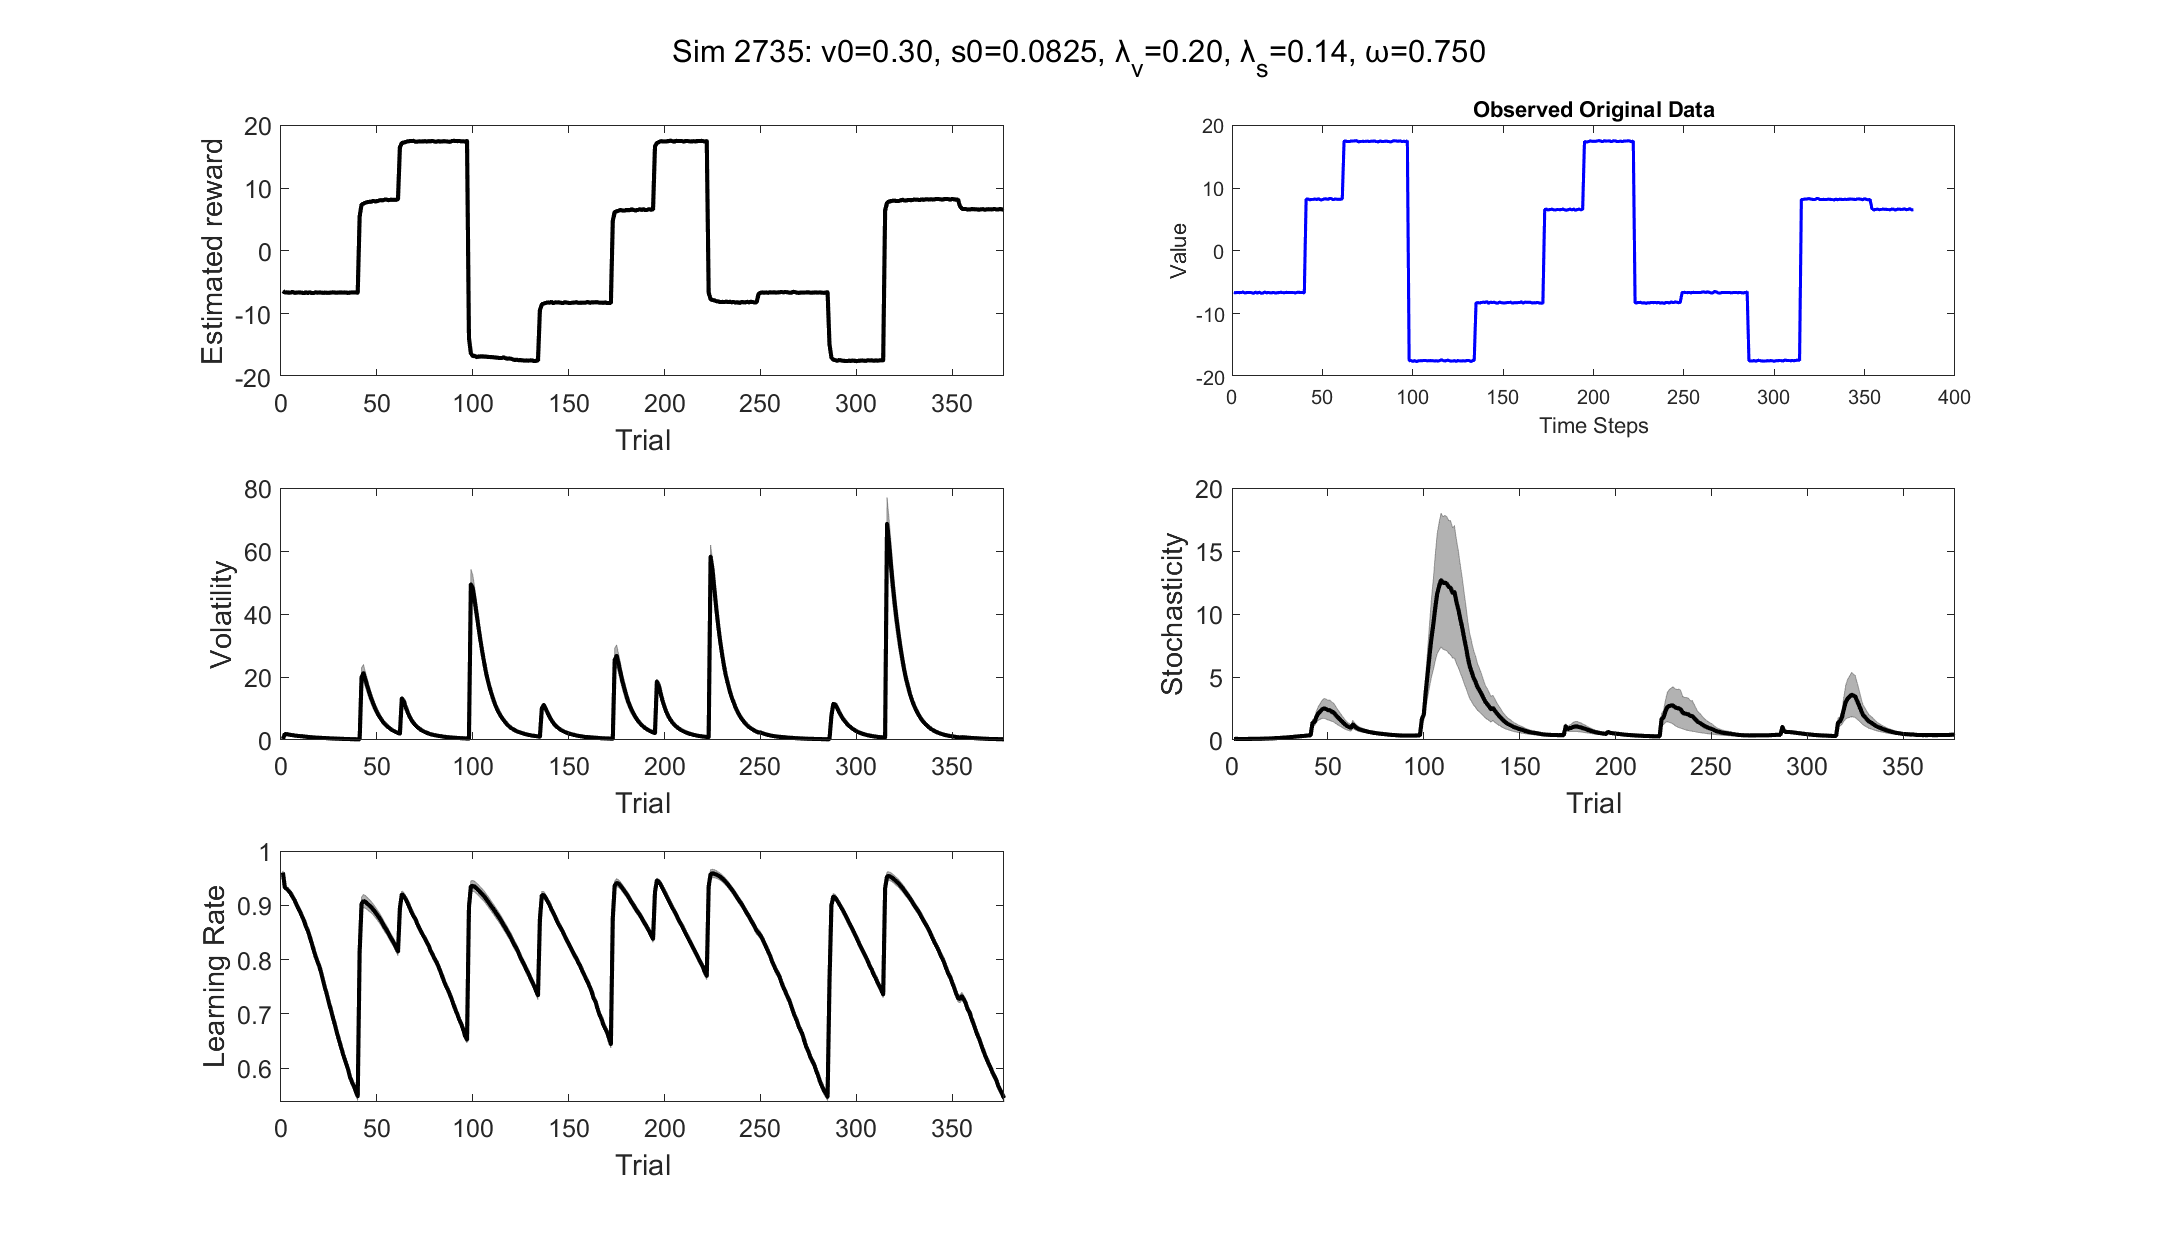 Sim 2735: v0=0.30, s0=0.0825, λ_v=0.20, λ_s=0.14, ω=0.750
Estimated reward
20
10
0
-10
-20
0 50 100 150 200 250 300 350
Trial
Observed Original Data
Value
20
10
0
-10
-20
0 50 100 150 200 250 300 350 400
Time Steps
Volatility
80
60
40
20
0
0 50 100 150 200 250 300 350
Trial
Stochasticity
20
15
10
5
0
0 50 100 150 200 250 300 350
Trial
Learning Rate
1
0.9
0.8
0.7
0.6
0 50 100 150 200 250 300 350
Trial